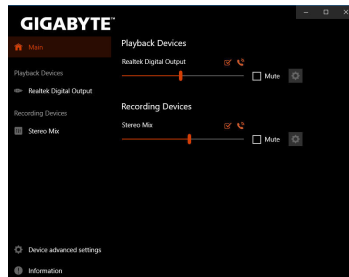 GIGABYTE™
Main
Playback Devices
Realtek Digital Output
Recording Devices
Stereo Mix
Device advanced settings
Information
Playback Devices
Realtek Digital Output
Mute
Recording Devices
Stereo Mix
Mute